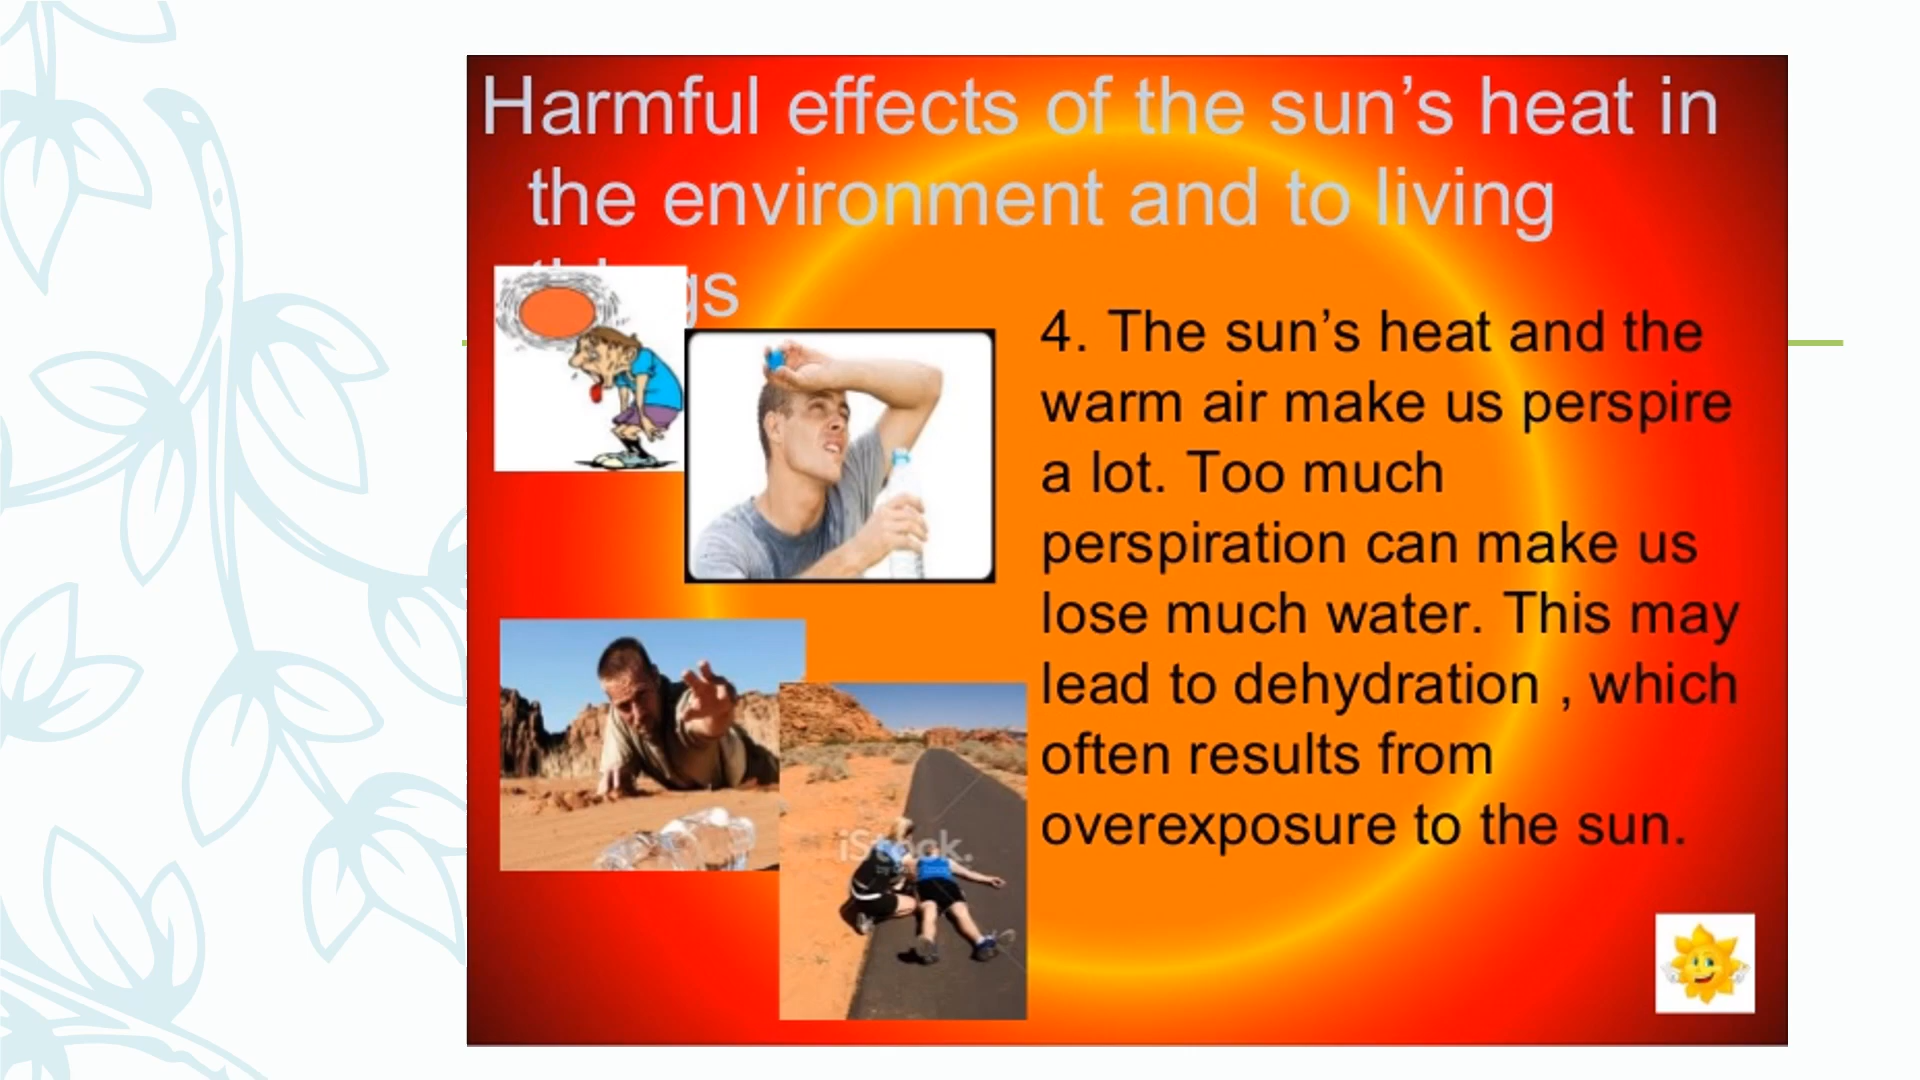 Harmful effects of the sun’s heat in
the environment and to living
4. The sun’s heat and the
warm air make us perspire
a lot. Too much
perspiration can make us
lose much water. This may
lead to dehydration , which
often results from
overexposure to the sun.
iStock.